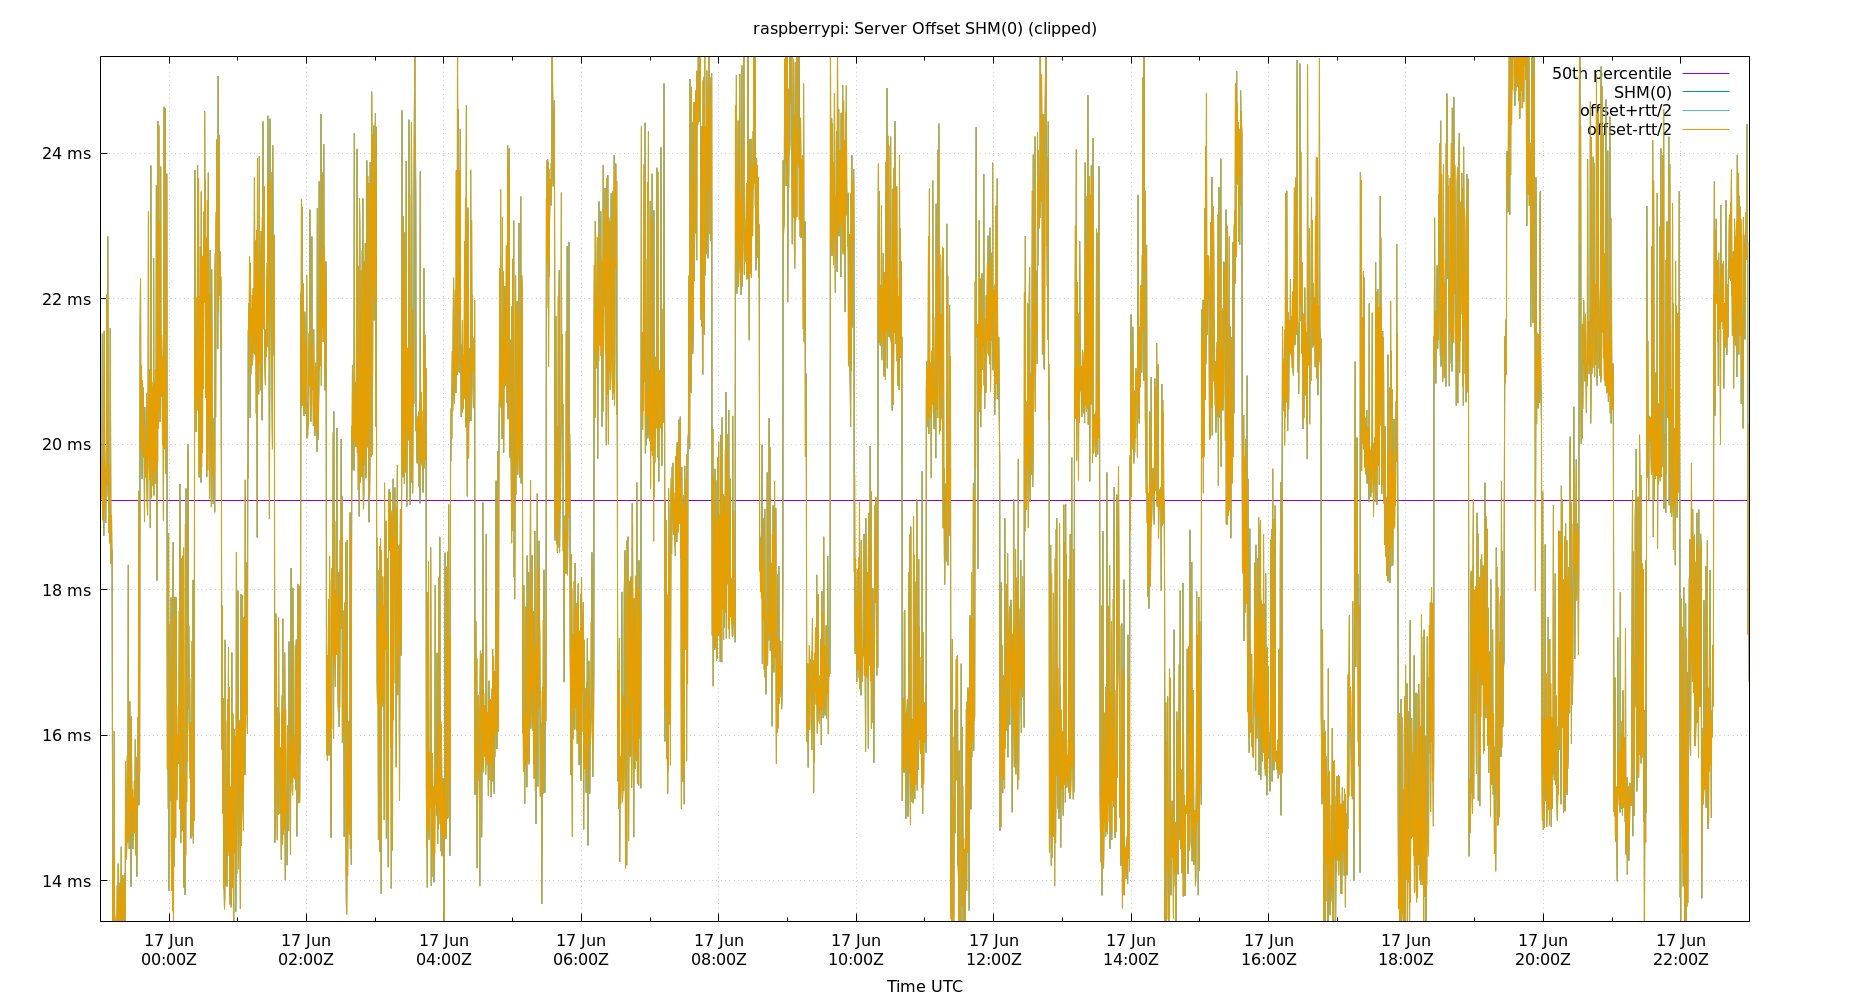 raspberrypi: Server Offset SHM(0) (clipped)
50th percentile
SHM(0)
offset+rtt/2
offset-rtt/2
24 ms
22 ms
20 ms
18 ms
16 ms
14 ms
17 Jun 17 Jun 17 Jun 17 Jun 17 Jun 17 Jun 17 Jun 17 Jun 17 Jun 17 Jun 17 Jun 17 Jun
00:00Z 02:00Z 04:00Z 06:00Z 08:00Z 10:00Z 12:00Z 14:00Z 16:00Z 18:00Z 20:00Z 22:00Z
Time UTC